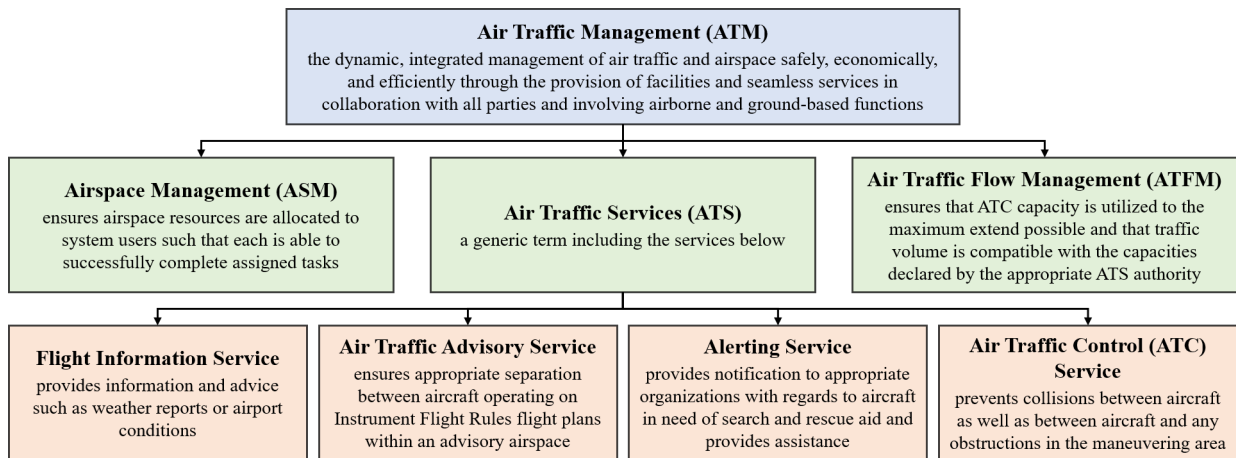 Air Traffic Management (ATM)
the dynamic, integrated management of air traffic and airspace safely, economically,
and efficiently through the provision of facilities and seamless services in
collaboration with all parties and involving airborne and ground-based functions
Airspace Management (ASM)
ensures airspace resources are allocated to
system users such that each is able to
successfully complete assigned tasks
Air Traffic Services (ATS)
a generic term including the services below
Air Traffic Flow Management (ATFM)
ensures that ATC capacity is utilized to the
maximum extend possible and that traffic
volume is compatible with the capacities
declared by the appropriate ATS authority
Flight Information Service
provides information and advice
such as weather reports or airport
conditions
Air Traffic Advisory Service
ensures appropriate separation
between aircraft operating on
Instrument Flight Rules flight plans
within an advisory airspace
Alerting Service
provides notification to appropriate
organizations with regards to aircraft
in need of search and rescue aid and
provides assistance
Air Traffic Control (ATC)
Service
prevents collisions between aircraft
as well as between aircraft and any
obstructions in the maneuvering area